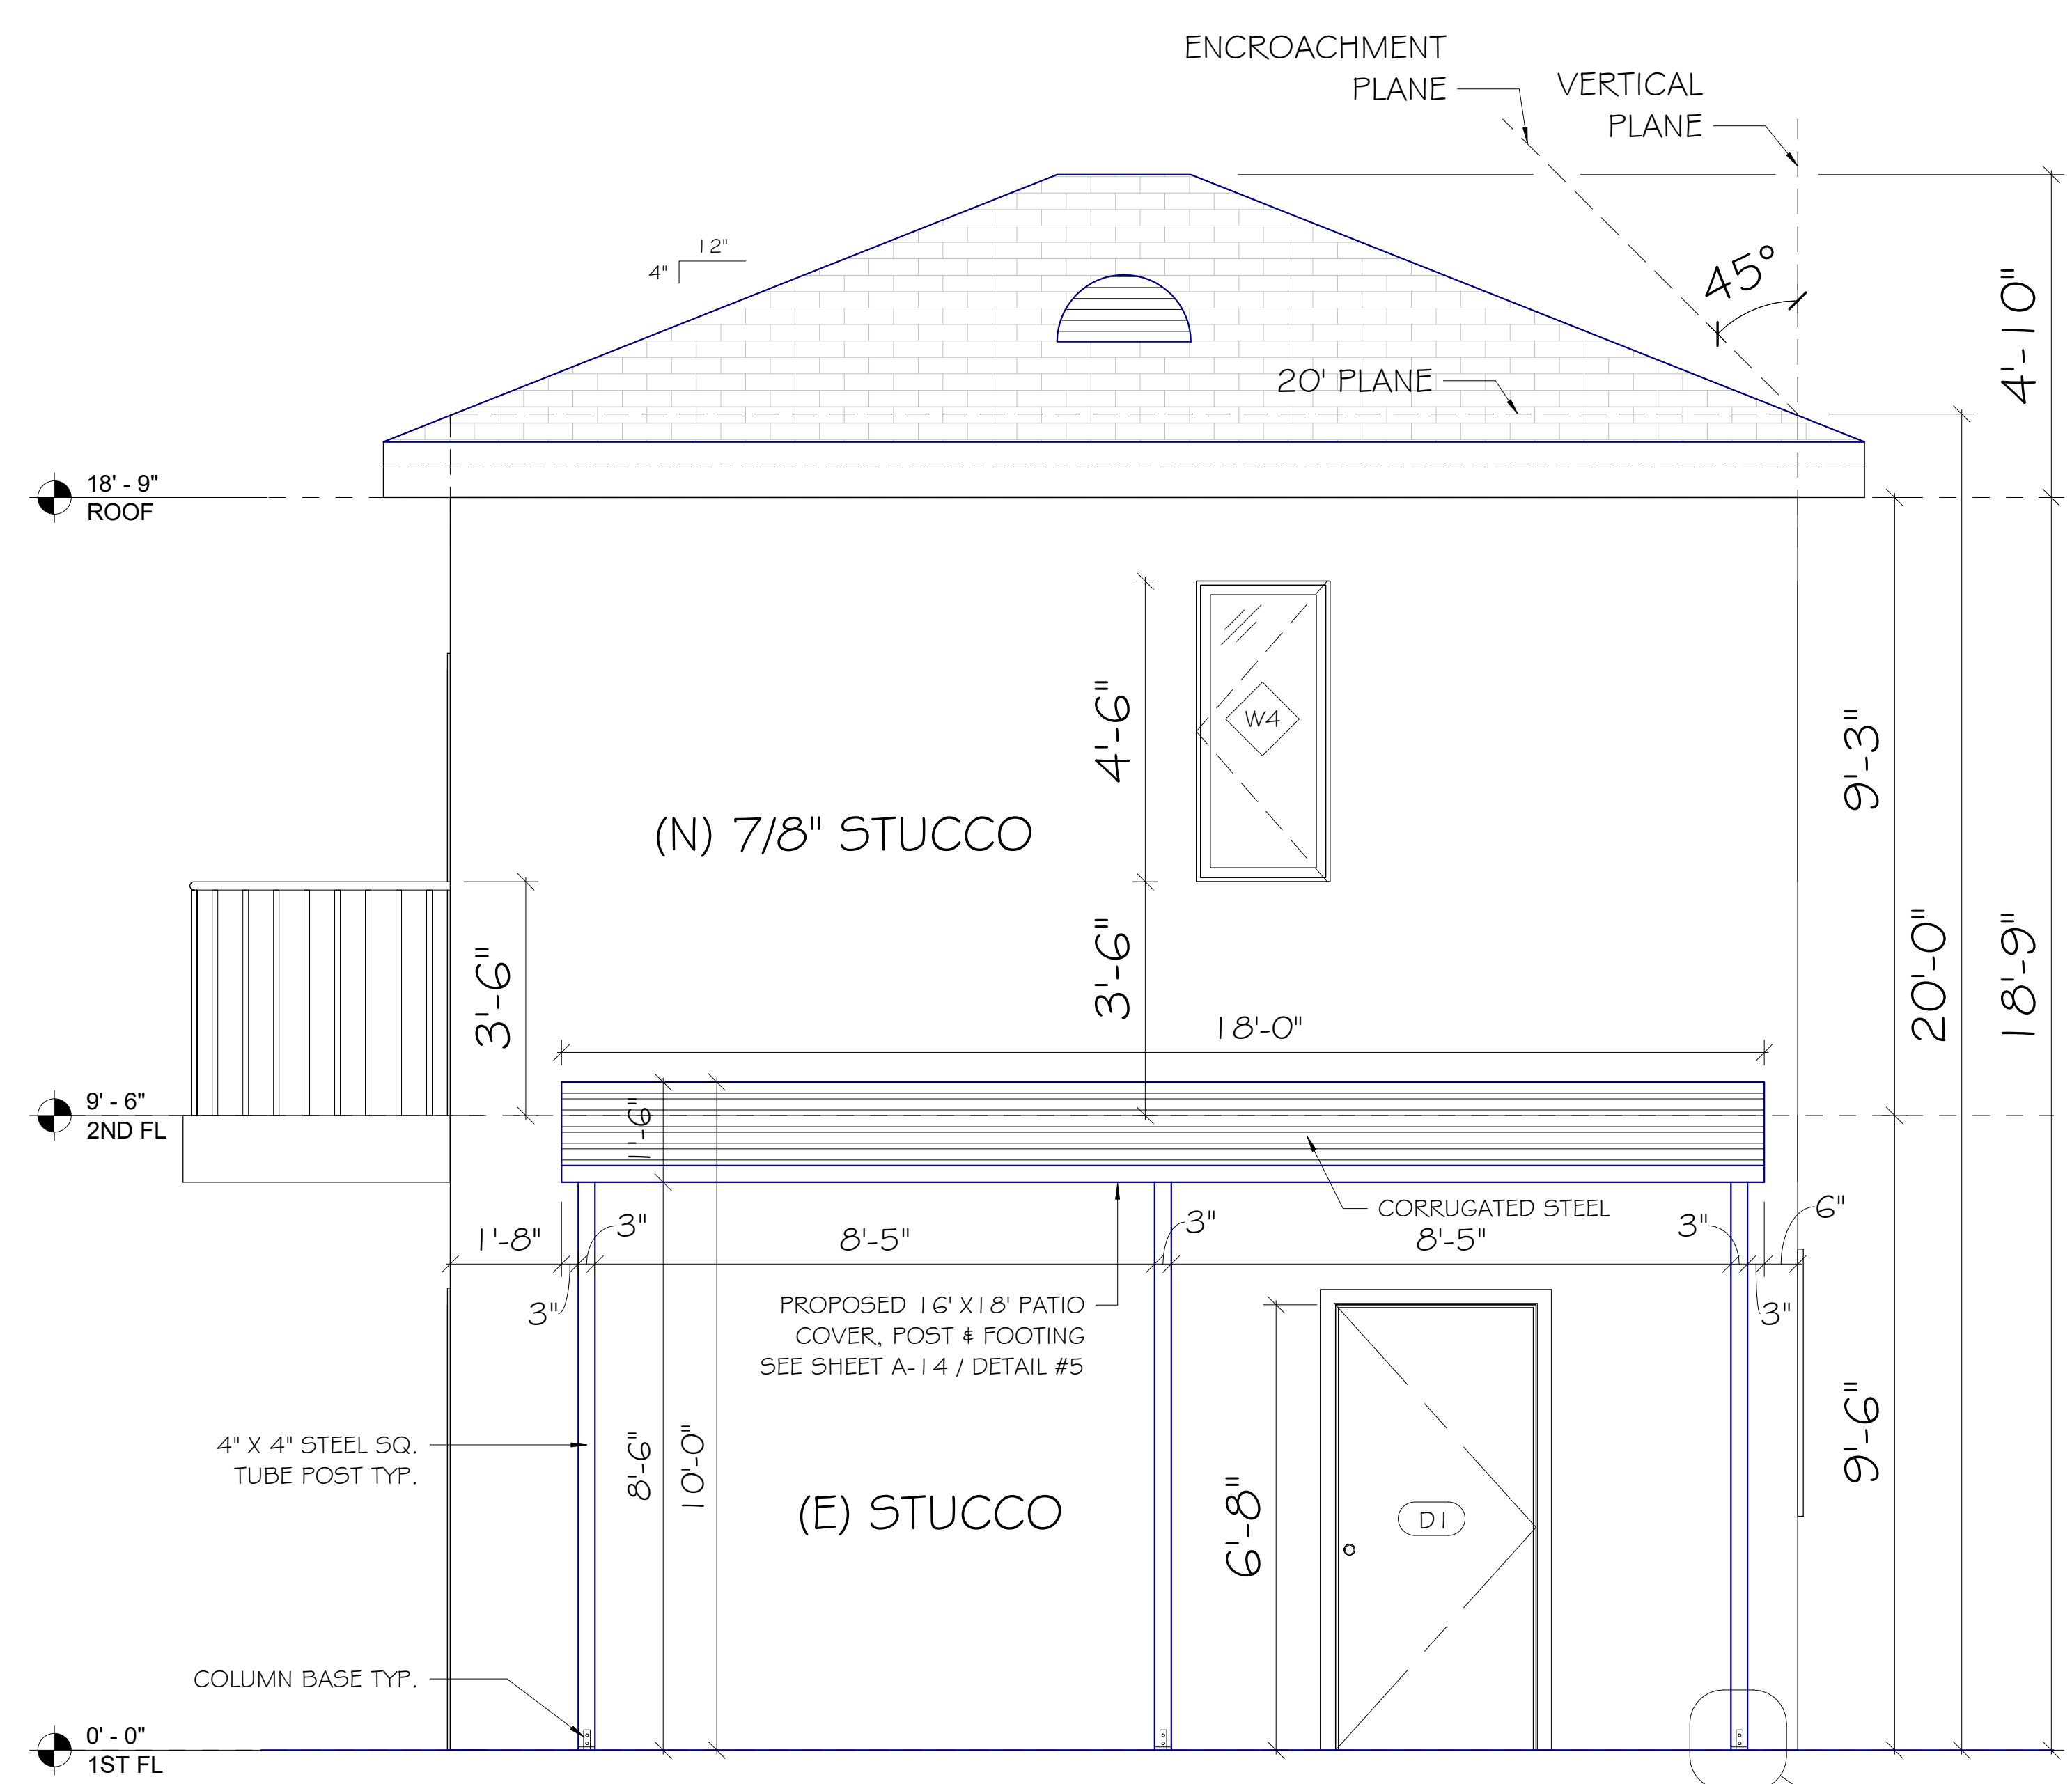 ENCROACHMENT
PLANE
VERTICAL
PLANE
12"
4"
45°
4'-10"
20' PLANE
18' - 9"
ROOF
4'-6"
W4
9'-3"
(N) 7/8" STUCCO
3'-6"
3'-6"
20'-0"
18'-9"
18'-0"
9' - 6"
2ND FL
1'-6"
CORRUGATED STEEL
1'-8"
3"
8'-5"
3"
8'-5"
3"
6"
3"
3"
PROPOSED 16' X18' PATIO
COVER, POST & FOOTING
SEE SHEET A-14 / DETAIL #5
4" X 4" STEEL SQ.
TUBE POST TYP.
8'-6"
10'-0"
9'-6"
(E) STUCCO
6'-8"
D1
COLUMN BASE TYP.
0' - 0"
1ST FL